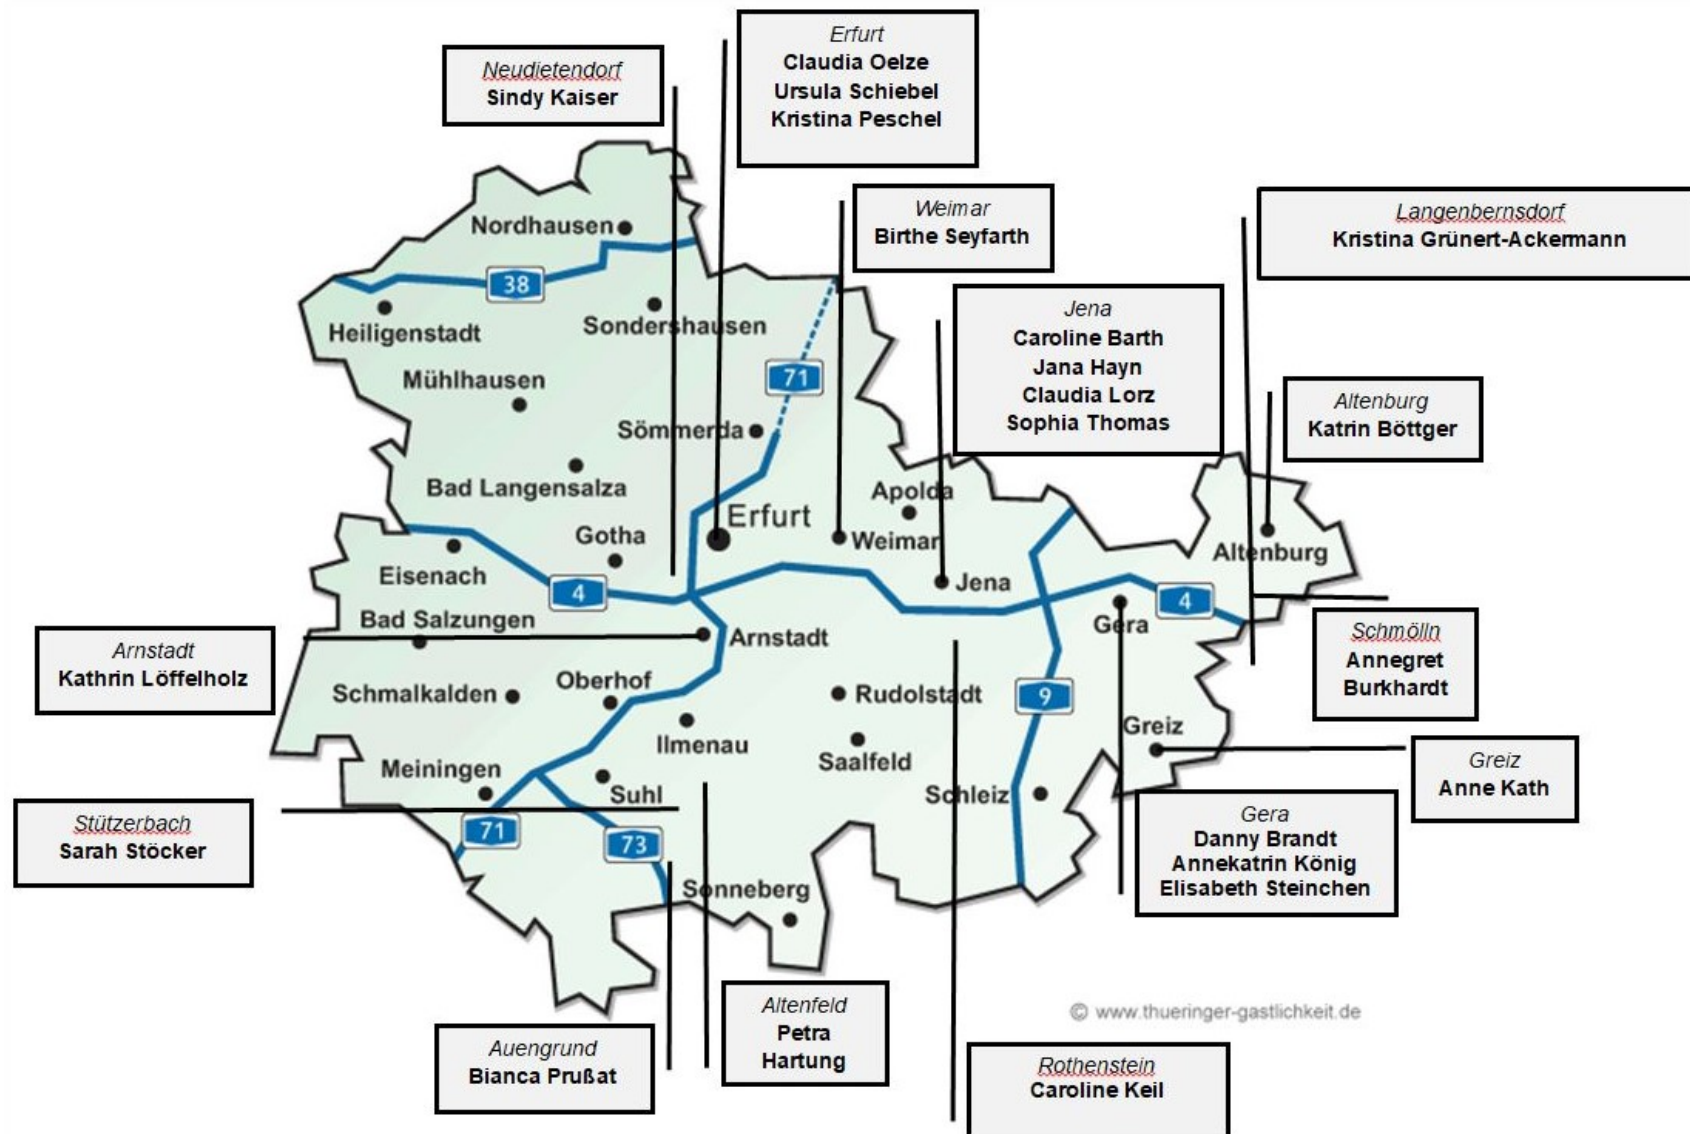 Neudietendorf
Sindy Kaiser
Erfurt
Claudia Oelze
Ursula Schiebel
Kristina Peschel
Weimar
Birthe Seyfarth
Langenbernsdorf
Kristina Grünert-Ackermann
Jena
Caroline Barth
Jana Hayn
Claudia Lorz
Sophia Thomas
Altenburg
Katrin Böttger
Nordhausen
38
Heiligenstadt
Sondershausen
Mühlhausen
71
Sömmerda
Bad Langensalza
Apolda
Erfurt
Gotha
Weimar
Altenburg
Eisenach
4
Jena
4
Bad Salzungen
Gera
Arnstadt
Arnstadt
Kathrin Löffelholz
Schmölln
Annegret
Burkhardt
Schmalkalden
Oberhof
Rudolstadt
9
Ilmenau
Saalfeld
Greiz
Greiz
Anne Kath
Meiningen
Suhl
Schleiz
Stützerbach
Sarah Stöcker
71
73
Gera
Danny Brandt
Annekatrin König
Elisabeth Steinchen
Sonneberg
Altenfeld
Petra
Hartung
© www.thueringer-gastlichkeit.de
Auengrund
Bianca Prußat
Rothenstein
Caroline Keil